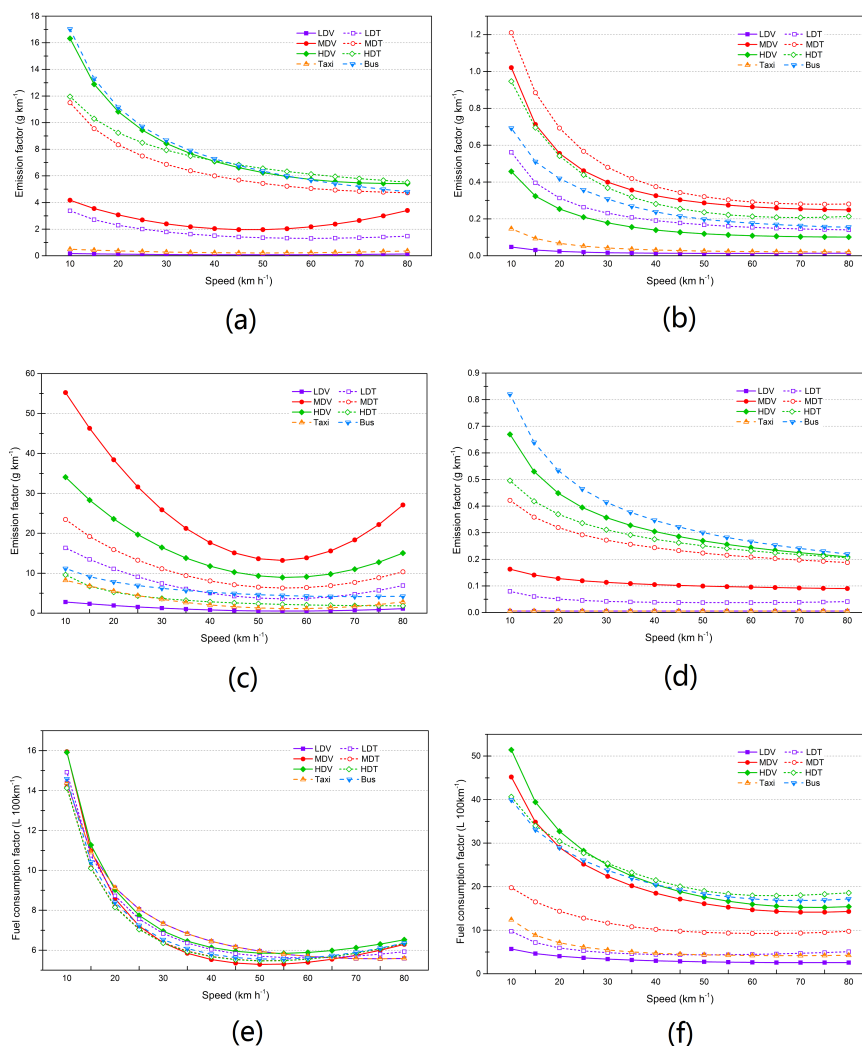 18
16
14
12
10
8
6
4
2
0
Emission factor (g km⁻¹)
LDV LDT
MDV MDT
HDV HDT
Taxi Bus
10 20 30 40 50 60 70 80
Speed (km h⁻¹)
(a)
1.2
1.0
0.8
0.6
0.4
0.2
0.0
Emission factor (g km⁻¹)
LDV LDT
MDV MDT
HDV HDT
Taxi Bus
10 20 30 40 50 60 70 80
Speed (km h⁻¹)
(b)
60
50
40
30
20
10
0
Emission factor (g km⁻¹)
LDV LDT
MDV MDT
HDV HDT
Taxi Bus
10 20 30 40 50 60 70 80
Speed (km h⁻¹)
(c)
0.9
0.8
0.7
0.6
0.5
0.4
0.3
0.2
0.1
0.0
Emission factor (g km⁻¹)
LDV LDT
MDV MDT
HDV HDT
Taxi Bus
10 20 30 40 50 60 70 80
Speed (km h⁻¹)
(d)
16
14
12
10
8
6
Fuel consumption factor (L 100km⁻¹)
LDV LDT
MDV MDT
HDV HDT
Taxi Bus
10 20 30 40 50 60 70 80
Speed (km h⁻¹)
(e)
50
40
30
20
10
0
Fuel consumption factor (L 100km⁻¹)
LDV LDT
MDV MDT
HDV HDT
Taxi Bus
10 20 30 40 50 60 70 80
Speed (km h⁻¹)
(f)